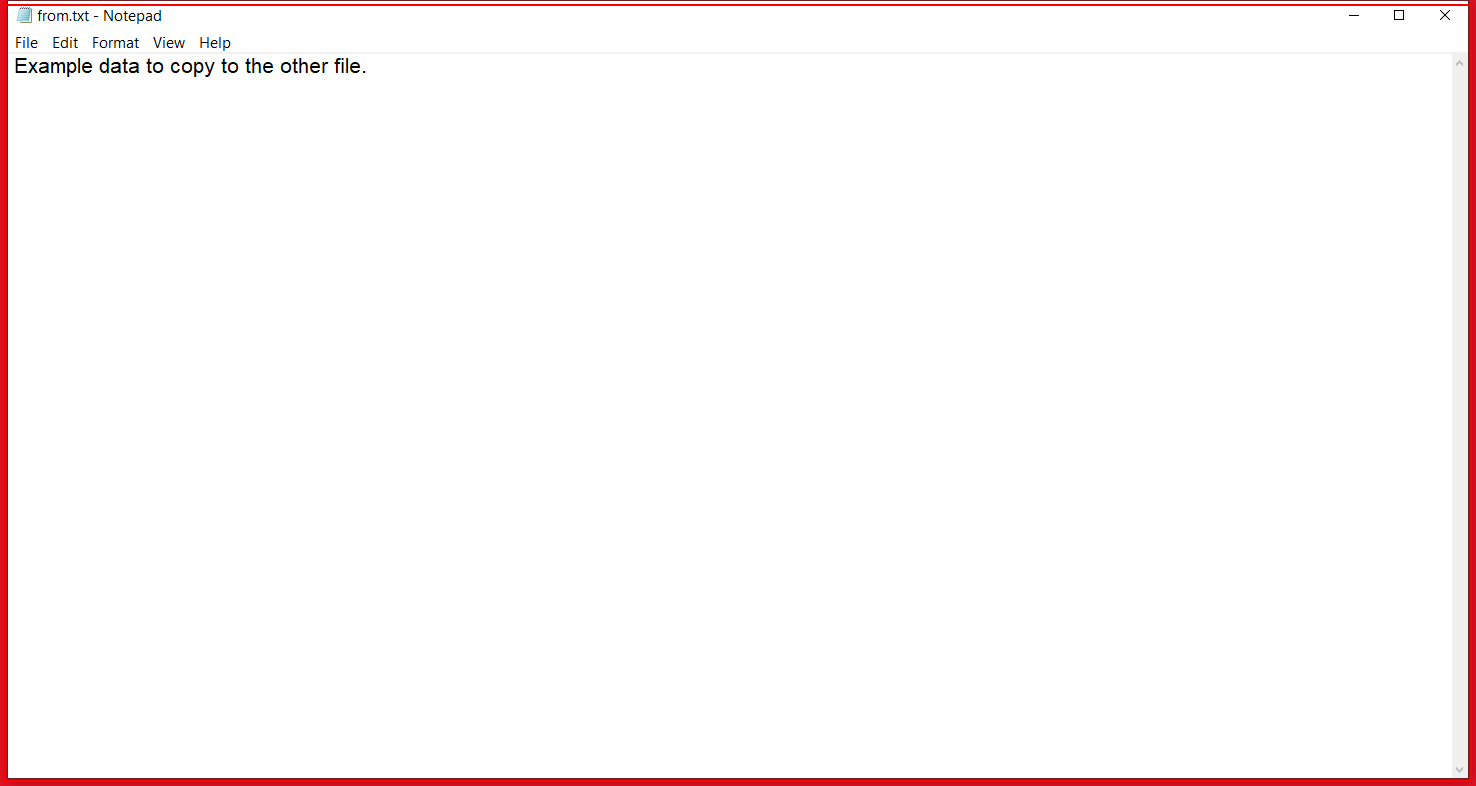 from.txt - Notepad
File Edit Format View Help
Example data to copy to the other file.